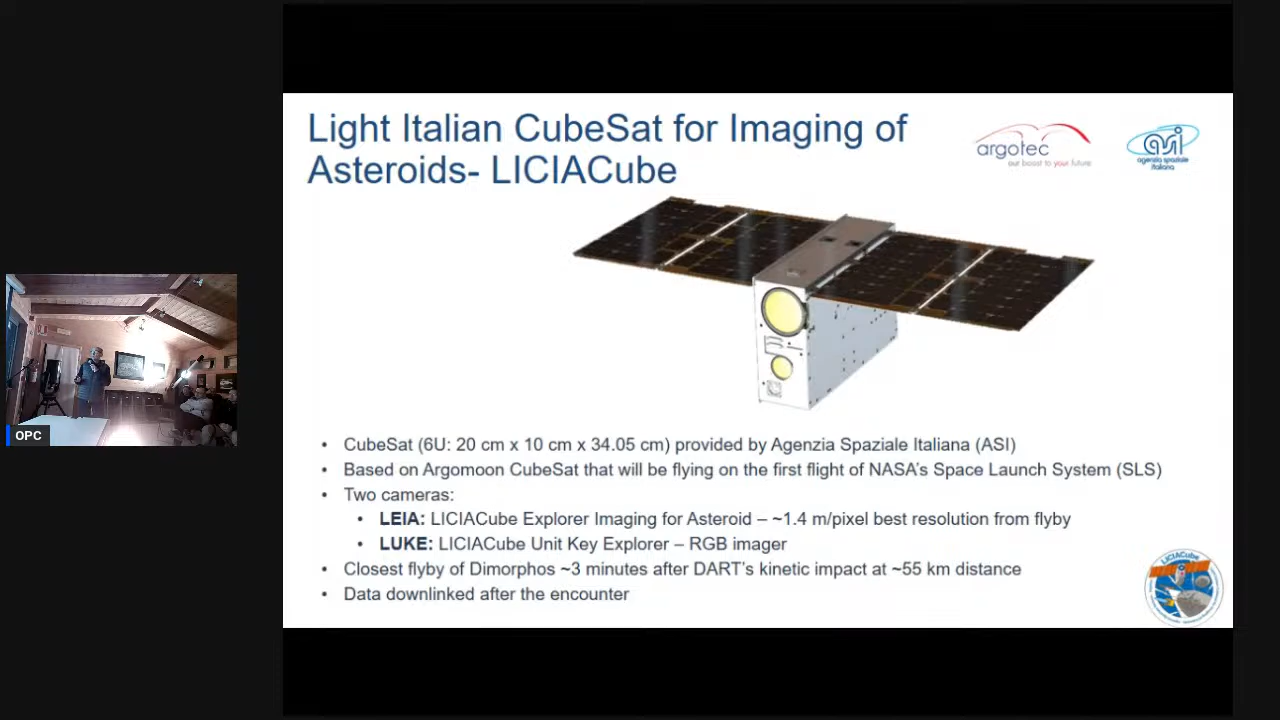 Light Italian CubeSat for Imaging of
Asteroids- LICIACube
argotec
our boost to your future
asi
agenzia spaziale
italiana
• CubeSat (6U: 20 cm x 10 cm x 34.05 cm) provided by Agenzia Spaziale Italiana (ASI)
• Based on Argomoon CubeSat that will be flying on the first flight of NASA's Space Launch System (SLS)
• Two cameras:
• LEIA: LICIACube Explorer Imaging for Asteroid – ~1.4 m/pixel best resolution from flyby
• LUKE: LICIACube Unit Key Explorer – RGB imager
• Closest flyby of Dimorphos ~3 minutes after DART's kinetic impact at ~55 km distance
• Data downlinked after the encounter
LICIACube
OPC